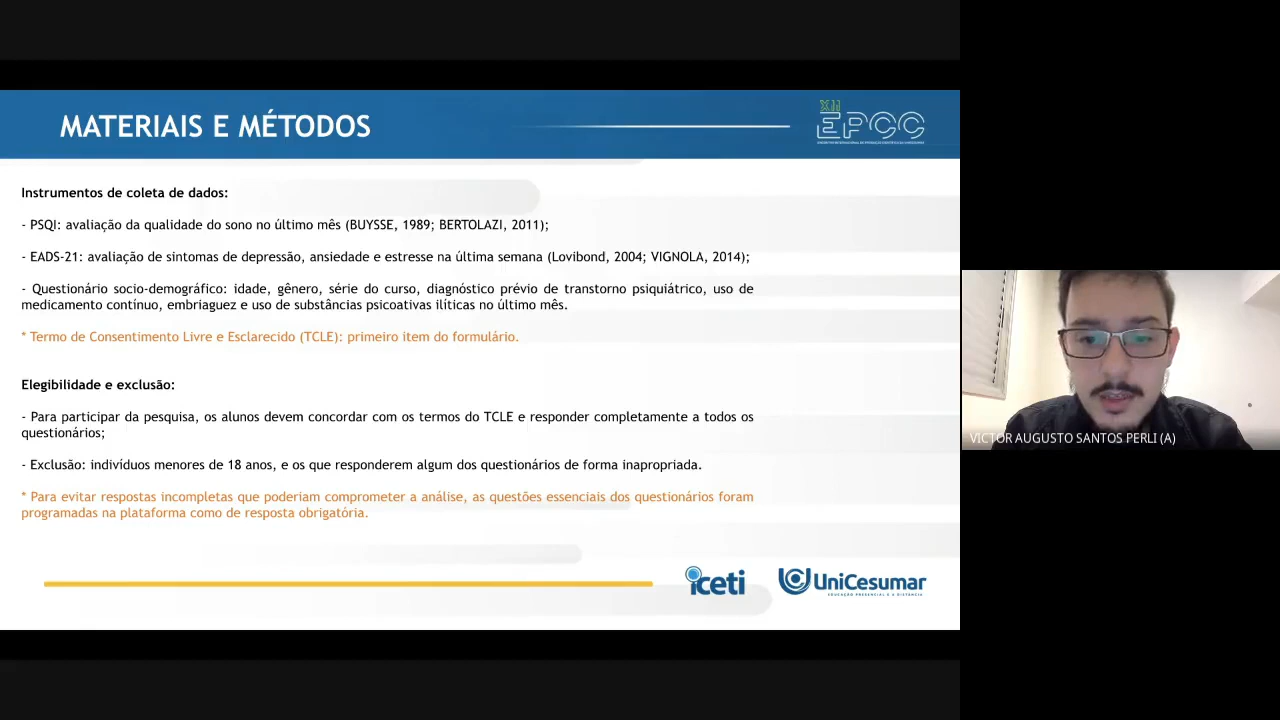 MATERIAIS E MÉTODOS
XII
EPCC
Instrumentos de coleta de dados:
- PSQI: avaliação da qualidade do sono no último mês (BUYSSE, 1989; BERTOLAZI, 2011);
- EADS-21: avaliação de sintomas de depressão, ansiedade e estresse na última semana (Lovibond, 2004; VIGNOLA, 2014);
- Questionário socio-demográfico: idade, gênero, série do curso, diagnóstico prévio de transtorno psiquiátrico, uso de
medicamento contínuo, embriaguez e uso de substâncias psicoativas ilíticas no último mês.
* Termo de Consentimento Livre e Esclarecido (TCLE): primeiro item do formulário.
Elegibilidade e exclusão:
- Para participar da pesquisa, os alunos devem concordar com os termos do TCLE e responder completamente a todos os
questionários;
- Exclusão: indivíduos menores de 18 anos, e os que responderem algum dos questionários de forma inapropriada.
* Para evitar respostas incompletas que poderiam comprometer a análise, as questões essenciais dos questionários foram
programadas na plataforma como de resposta obrigatória.
iceti
UniCesumar
EDUCAÇÃO PRESENCIAL E A DISTÂNCIA
VICTOR AUGUSTO SANTOS PERLI (A)